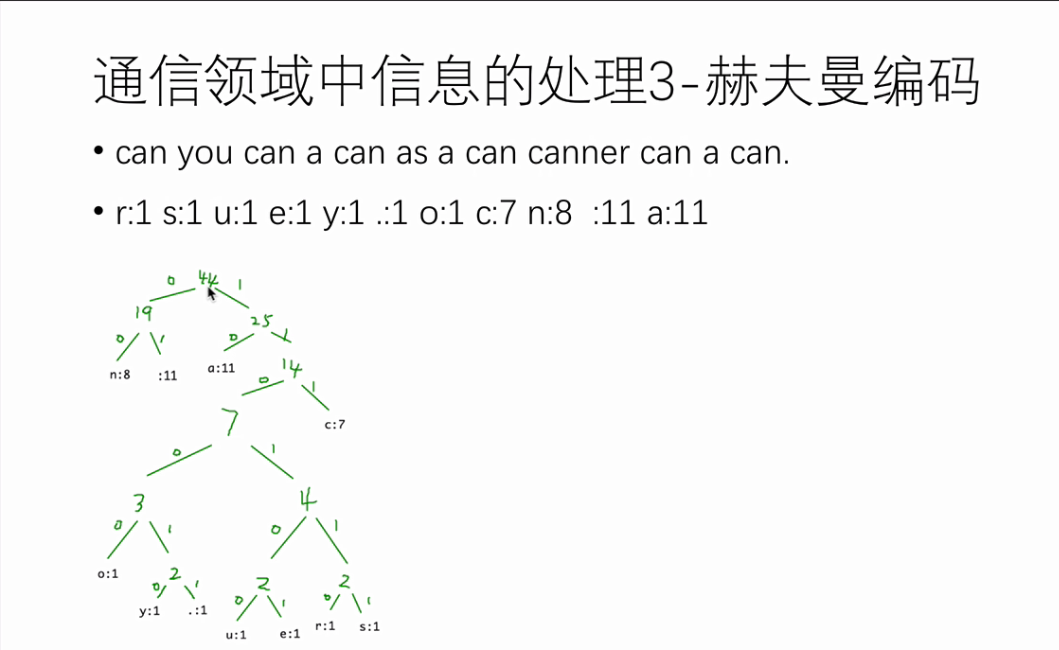 通信领域中信息的处理3-赫夫曼编码
• can you can a can as a can canner can a can.
• r:1 s:1 u:1 e:1 y:1 .:1 o:1 c:7 n:8  :11 a:11
0 44 1
19 25
0 1 0 1
n:8 :11 a:11 14
0 1
7 c:7
0 1
3 4
0 1 0 1
o:1 2 2 2
0 1 0 1 0 1
y:1 .:1 u:1 e:1 r:1 s:1